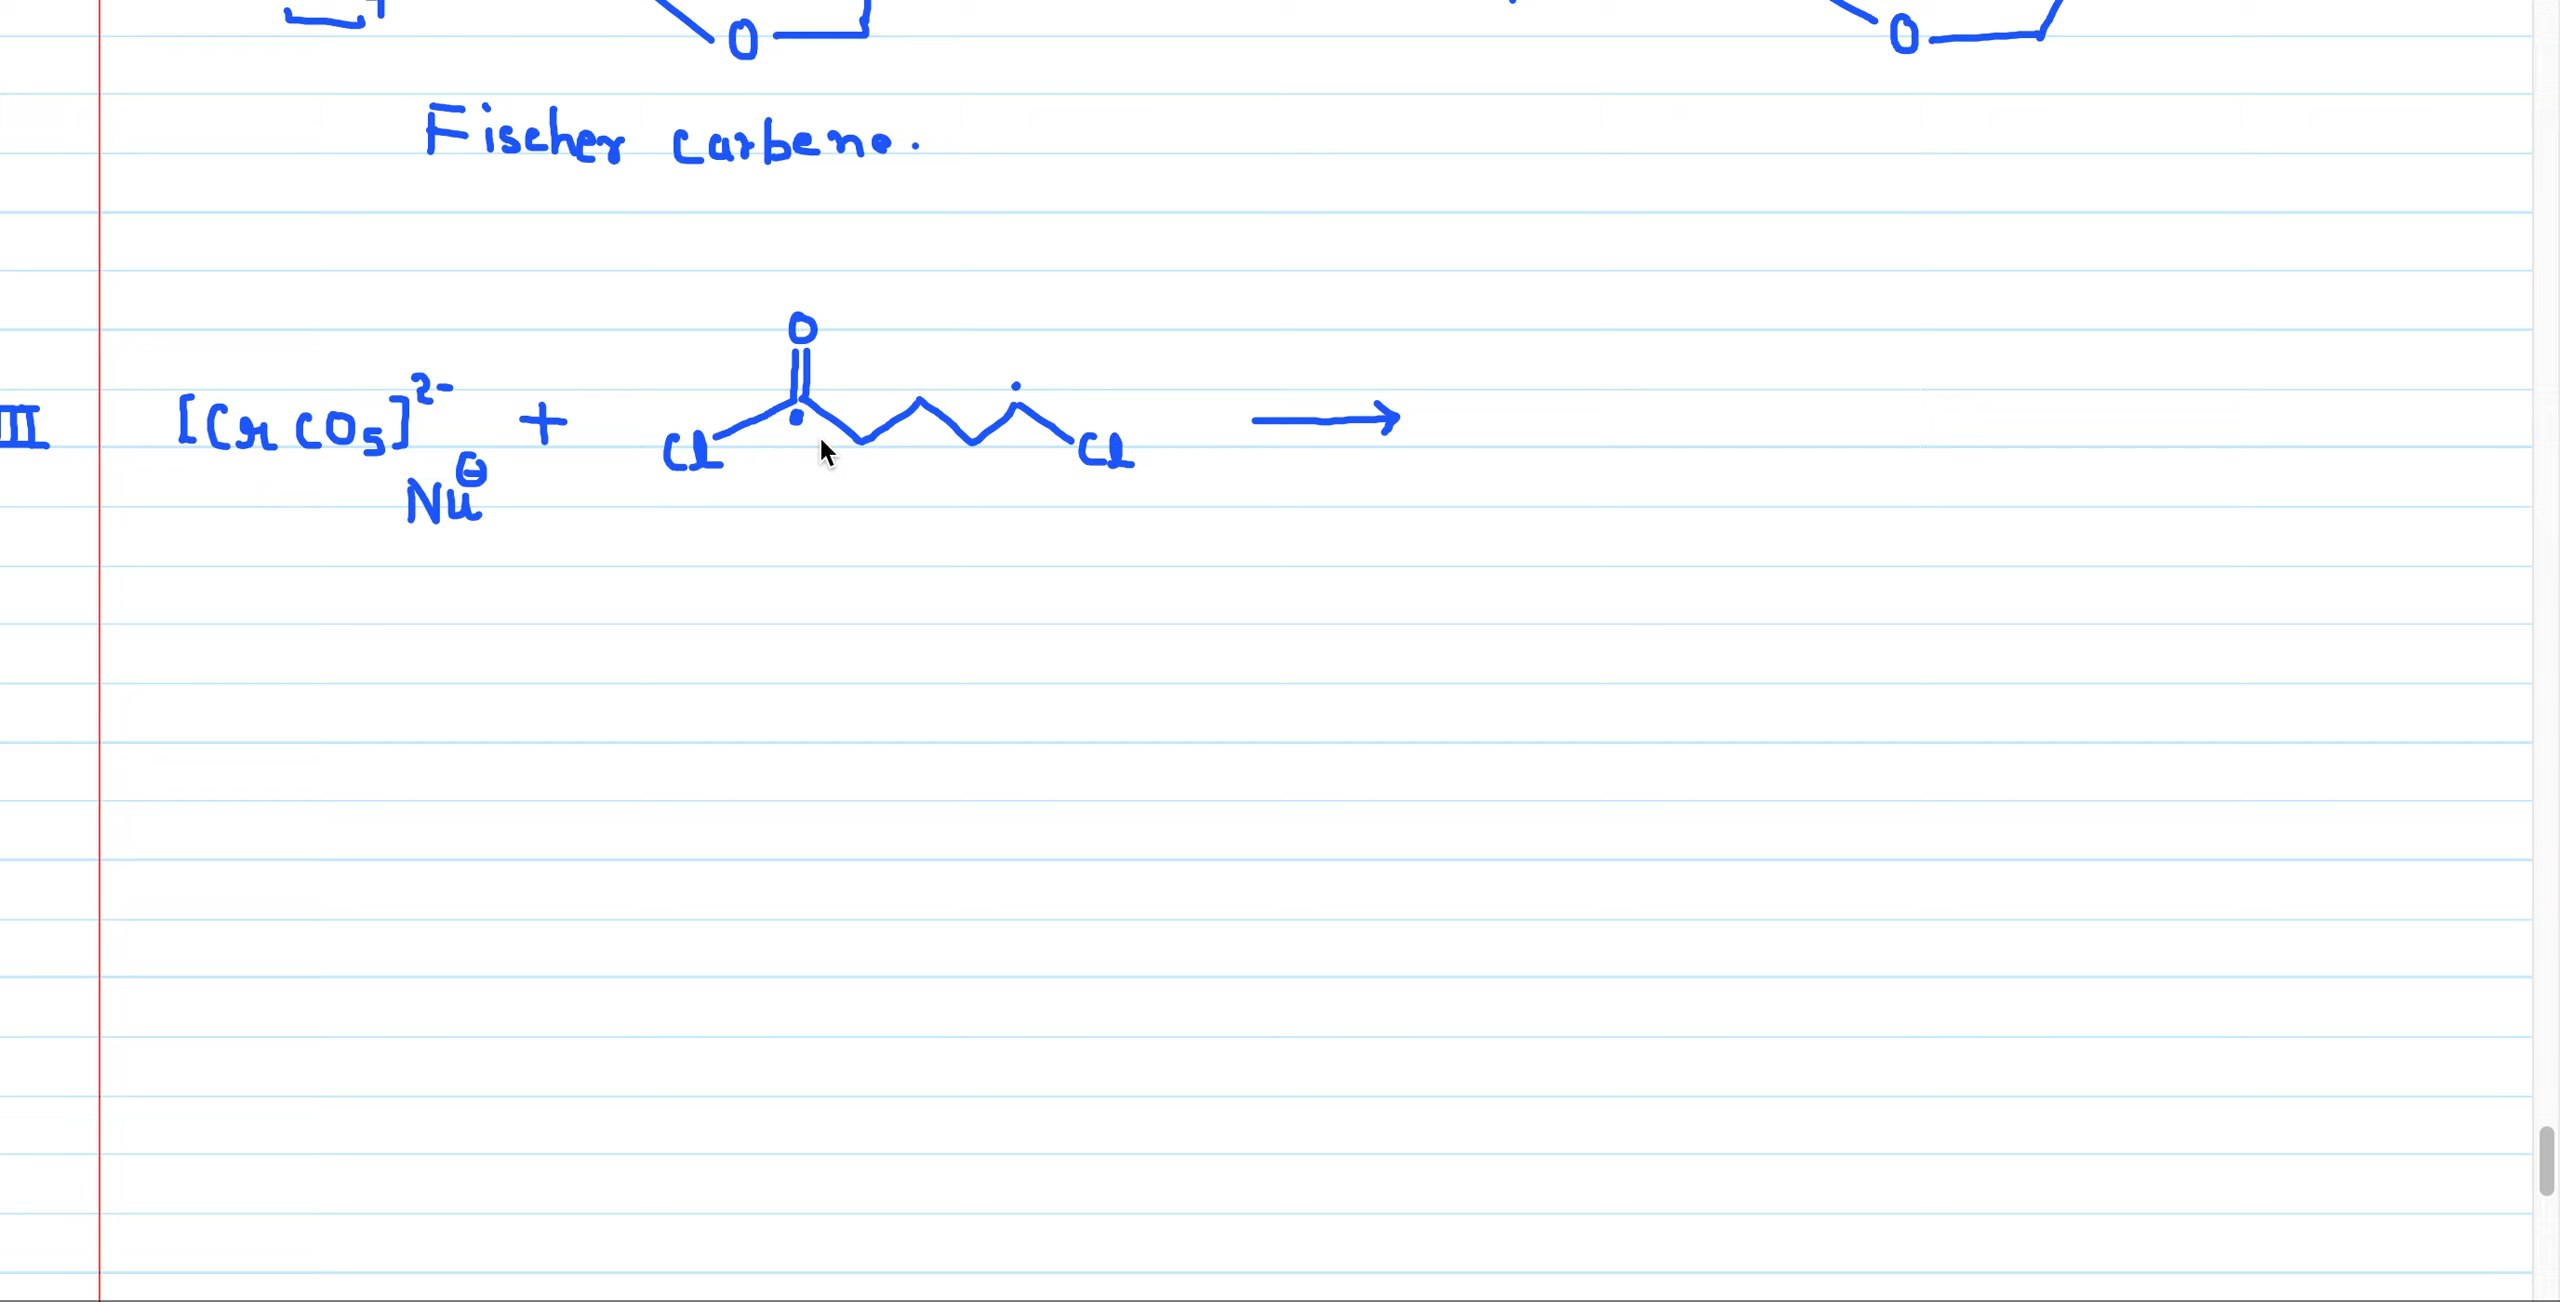 O O
Fischer carbene.
O
III [Cr CO5]2- + Cl Cl →
Nu⊖